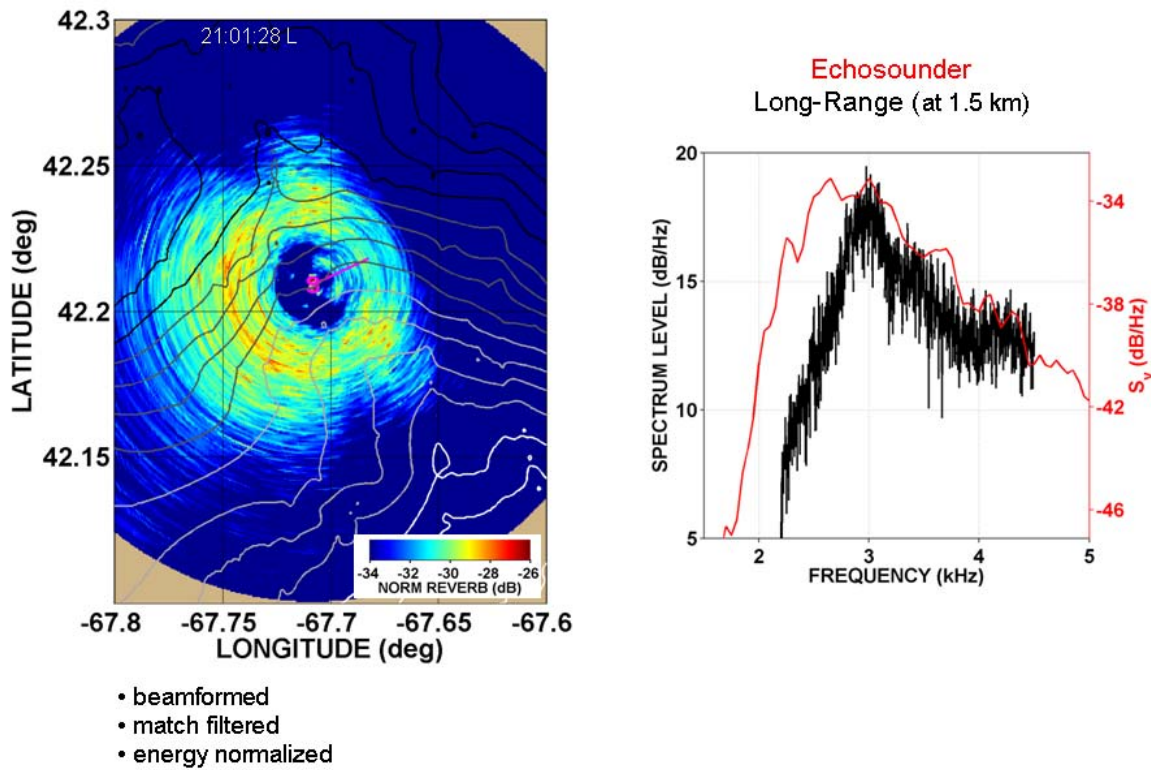 42.3
21:01:28 L
42.25
42.2
42.15
LATITUDE (deg)
-34 -32 -30 -28 -26
NORM REVERB (dB)
-67.8 -67.75 -67.7 -67.65 -67.6
LONGITUDE (deg)
• beamformed
• match filtered
• energy normalized
Echosounder
Long-Range (at 1.5 km)
20
15
10
5
SPECTRUM LEVEL (dB/Hz)
-34
-38
-42
-46
Sv (dB/Hz)
2 3 4 5
FREQUENCY (kHz)